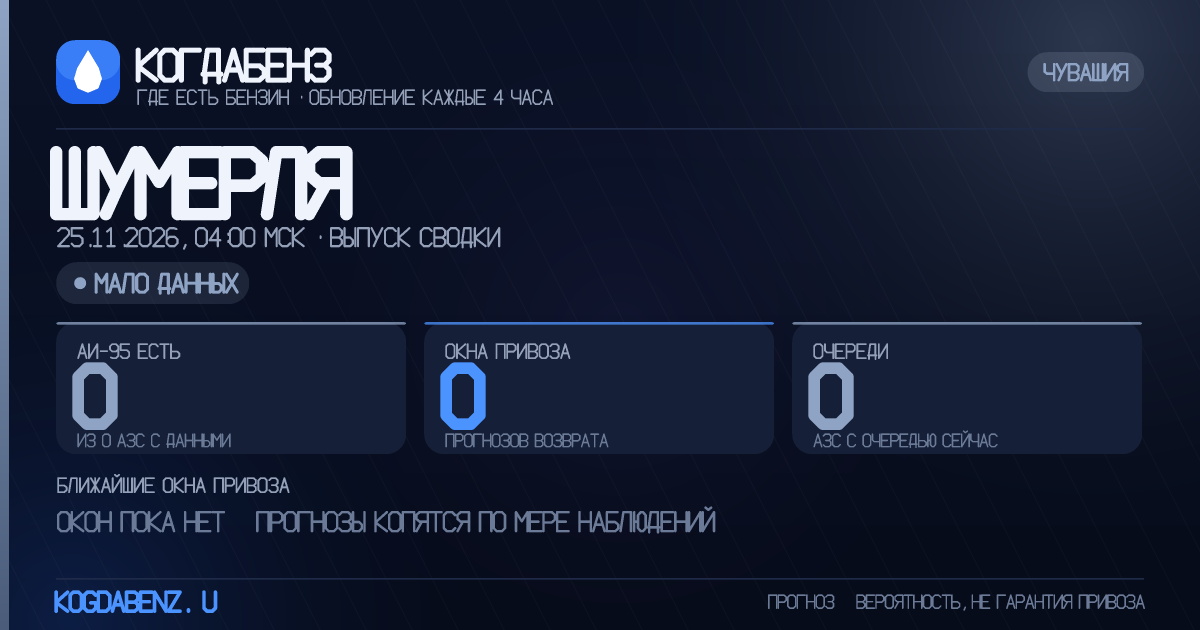 КОГДАБЕНЗ
ГДЕ ЕСТЬ БЕНЗИН · ОБНОВЛЕНИЕ КАЖДЫЕ 4 ЧАСА
ЧУВАШИЯ
ШУМЕРЛЯ
25.11.2026, 04:00 МСК · ВЫПУСК СВОДКИ
МАЛО ДАННЫХ
АИ-95 ЕСТЬ
0
ИЗ 0 АЗС С ДАННЫМИ
ОКНА ПРИВОЗА
0
ПРОГНОЗОВ ВОЗВРАТА
ОЧЕРЕДИ
0
АЗС С ОЧЕРЕДЬЮ СЕЙЧАС
БЛИЖАЙШИЕ ОКНА ПРИВОЗА
ОКОН ПОКА НЕТ ПРОГНОЗЫ КОПЯТСЯ ПО МЕРЕ НАБЛЮДЕНИЙ
KOGDABENZ. U
ПРОГНОЗ ВЕРОЯТНОСТЬ, НЕ ГАРАНТИЯ ПРИВОЗА